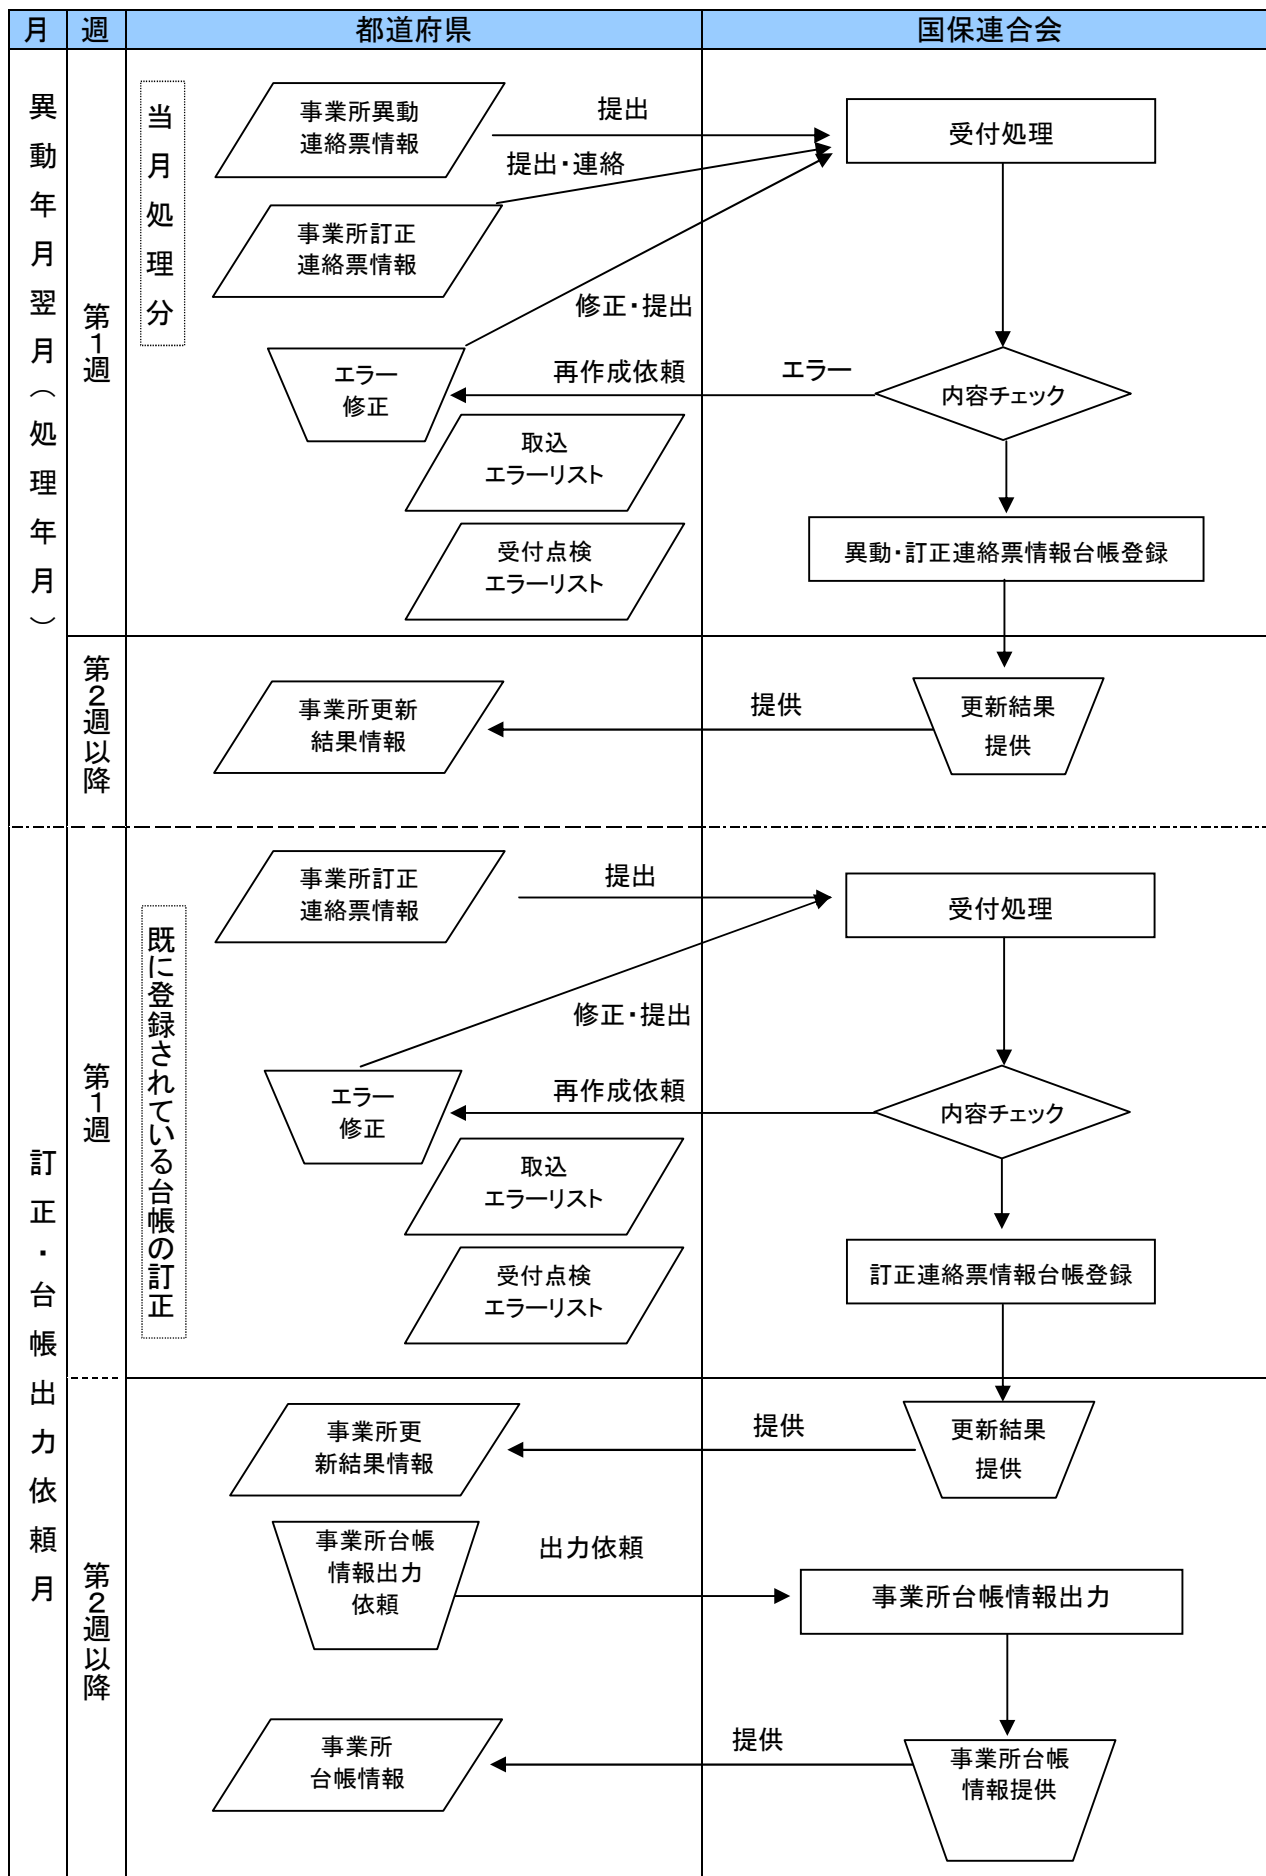 月
週
都道府県
国保連合会
異動年月翌月（処理年月）
第1週
当月処理分
事業所異動
連絡票情報
提出
受付処理
提出・連絡
事業所訂正
連絡票情報
修正・提出
エラー
修正
再作成依頼
エラー
内容チェック
取込
エラーリスト
受付点検
エラーリスト
異動・訂正連絡票情報台帳登録
第2週以降
事業所更新
結果情報
提供
更新結果
提供
訂正・台帳出力依頼月
第1週
既に登録されている台帳の訂正
事業所訂正
連絡票情報
提出
受付処理
修正・提出
エラー
修正
再作成依頼
内容チェック
取込
エラーリスト
受付点検
エラーリスト
訂正連絡票情報台帳登録
第2週以降
事業所更
新結果情報
提供
更新結果
提供
事業所台帳
情報出力
依頼
出力依頼
事業所台帳情報出力
事業所
台帳情報
提供
事業所台帳
情報提供